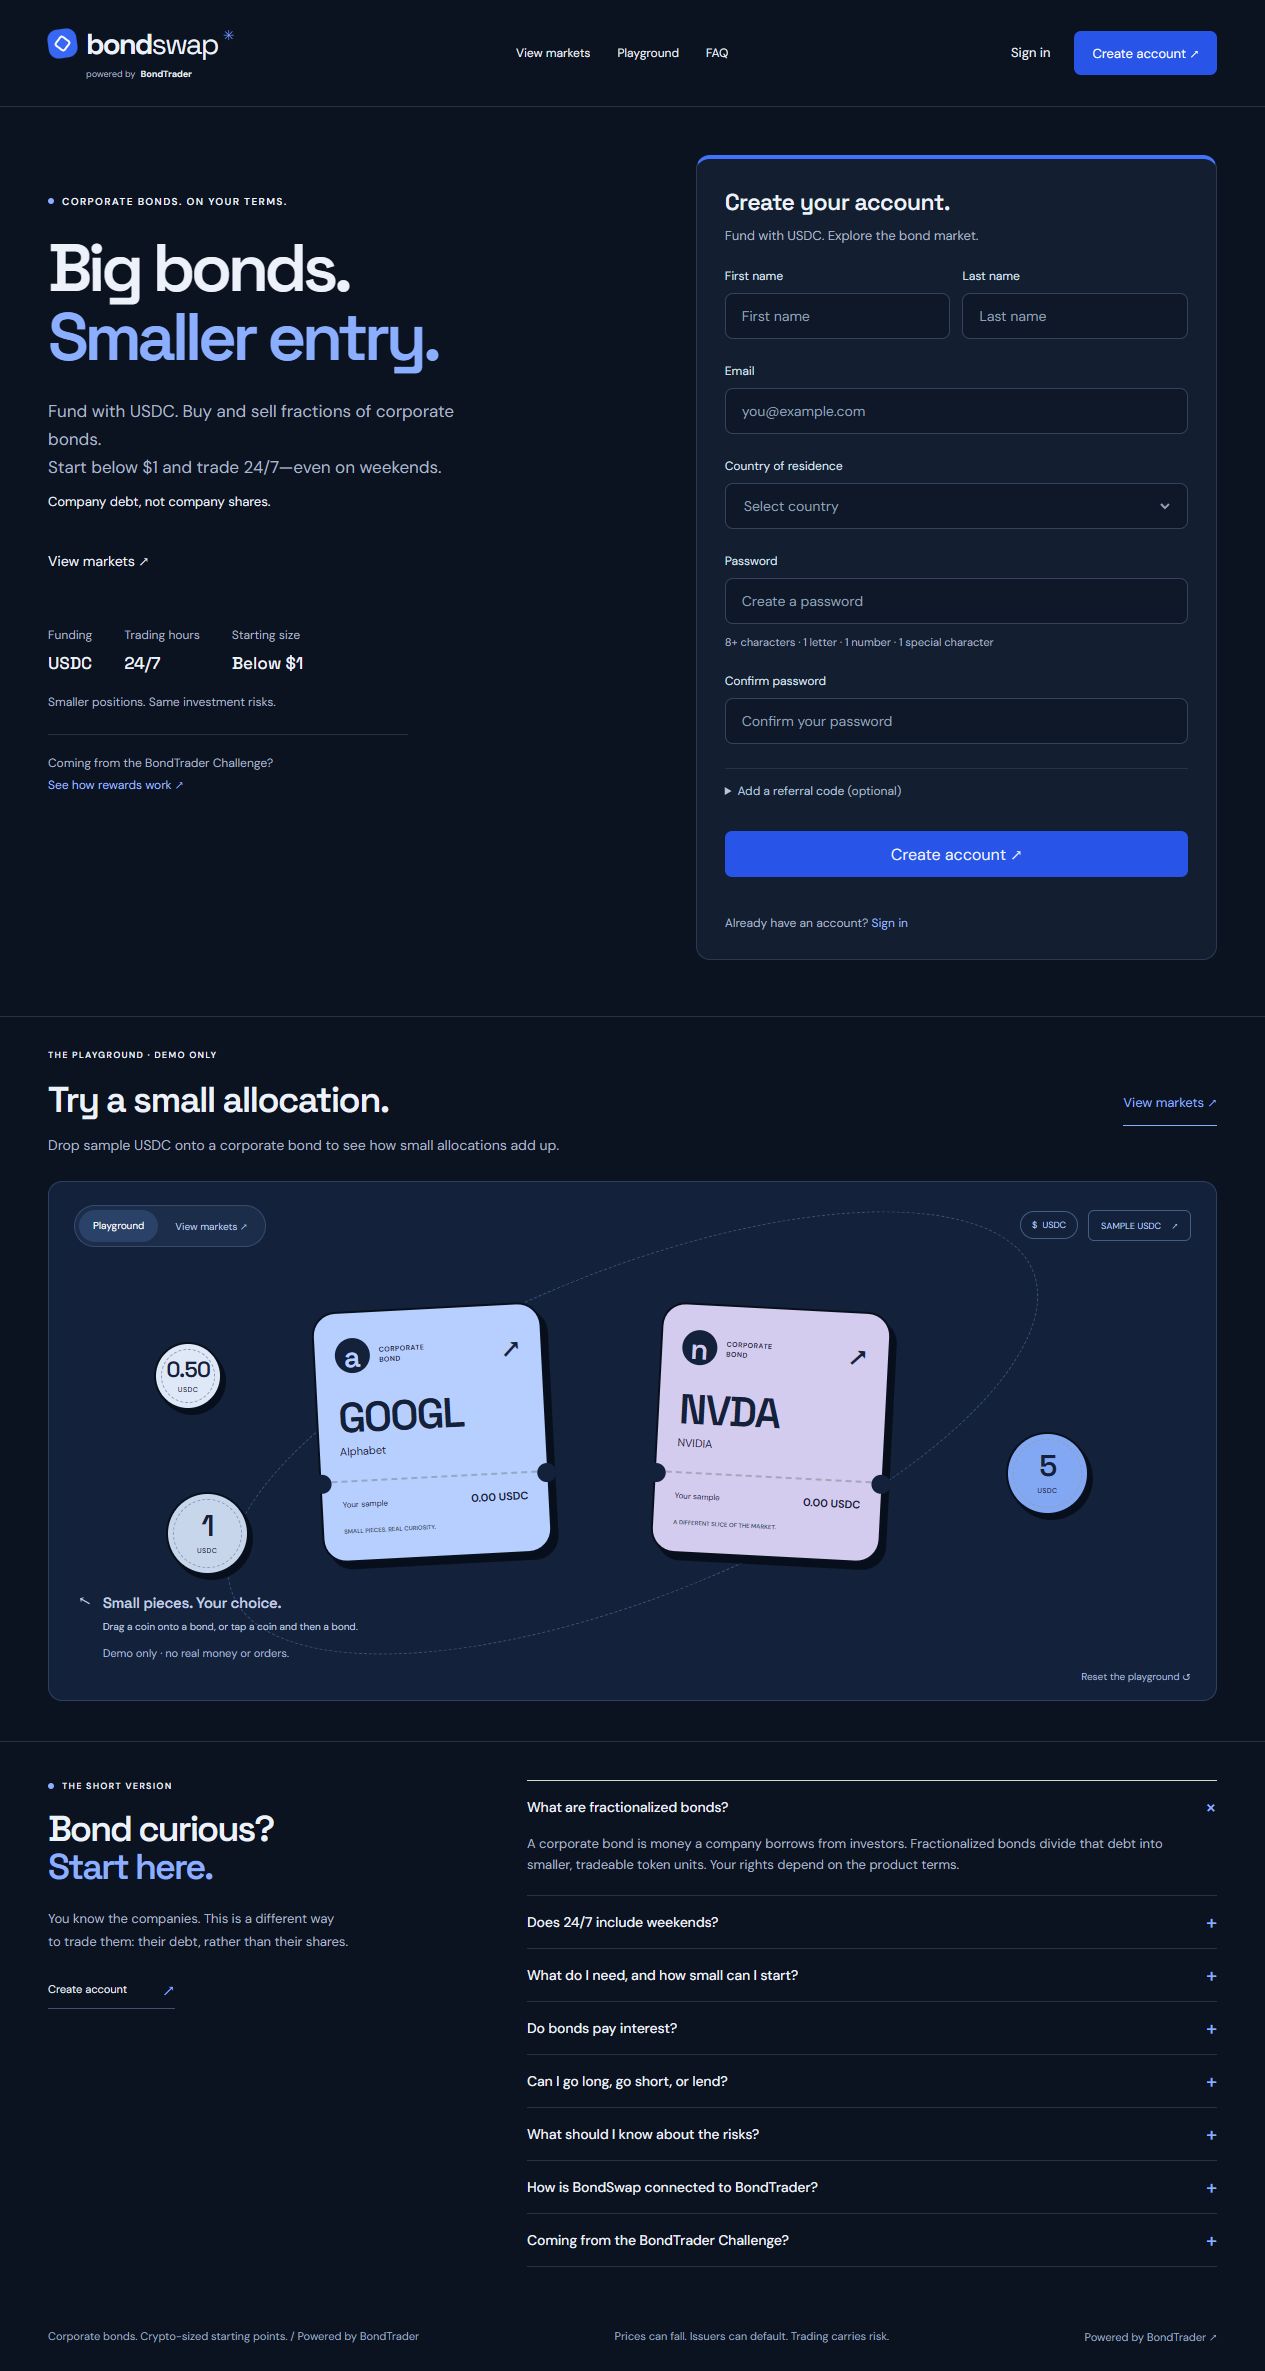 bondswap
powered by BondTrader
View markets Playground FAQ
Sign in
Create account ↗
CORPORATE BONDS. ON YOUR TERMS.
Big bonds.
Smaller entry.
Fund with USDC. Buy and sell fractions of corporate
bonds.
Start below $1 and trade 24/7—even on weekends.
Company debt, not company shares.
View markets ↗
Funding Trading hours Starting size
USDC 24/7 Below $1
Smaller positions. Same investment risks.
Coming from the BondTrader Challenge?
See how rewards work ↗
Create your account.
Fund with USDC. Explore the bond market.
First name Last name
First name Last name
Email
you@example.com
Country of residence
Select country
Password
Create a password
8+ characters · 1 letter · 1 number · 1 special character
Confirm password
Confirm your password
Add a referral code (optional)
Create account ↗
Already have an account? Sign in
THE PLAYGROUND · DEMO ONLY
Try a small allocation.
View markets ↗
Drop sample USDC onto a corporate bond to see how small allocations add up.
Playground View markets ↗
$ USDC
SAMPLE USDC ↗
0.50
USDC
1
USDC
a
CORPORATE
BOND
↗
GOOGL
Alphabet
Your sample 0.00 USDC
SMALL PIECES. REAL CURIOSITY.
n
CORPORATE
BOND
↗
NVDA
NVIDIA
Your sample 0.00 USDC
A DIFFERENT SLICE OF THE MARKET.
5
USDC
Small pieces. Your choice.
Drag a coin onto a bond, or tap a coin and then a bond.
Demo only · no real money or orders.
Reset the playground ↺
THE SHORT VERSION
Bond curious?
Start here.
You know the companies. This is a different way
to trade them: their debt, rather than their shares.
Create account ↗
What are fractionalized bonds? ×
A corporate bond is money a company borrows from investors. Fractionalized bonds divide that debt into
smaller, tradeable token units. Your rights depend on the product terms.
Does 24/7 include weekends? +
What do I need, and how small can I start? +
Do bonds pay interest? +
Can I go long, go short, or lend? +
What should I know about the risks? +
How is BondSwap connected to BondTrader? +
Coming from the BondTrader Challenge? +
Corporate bonds. Crypto-sized starting points. / Powered by BondTrader
Prices can fall. Issuers can default. Trading carries risk.
Powered by BondTrader ↗